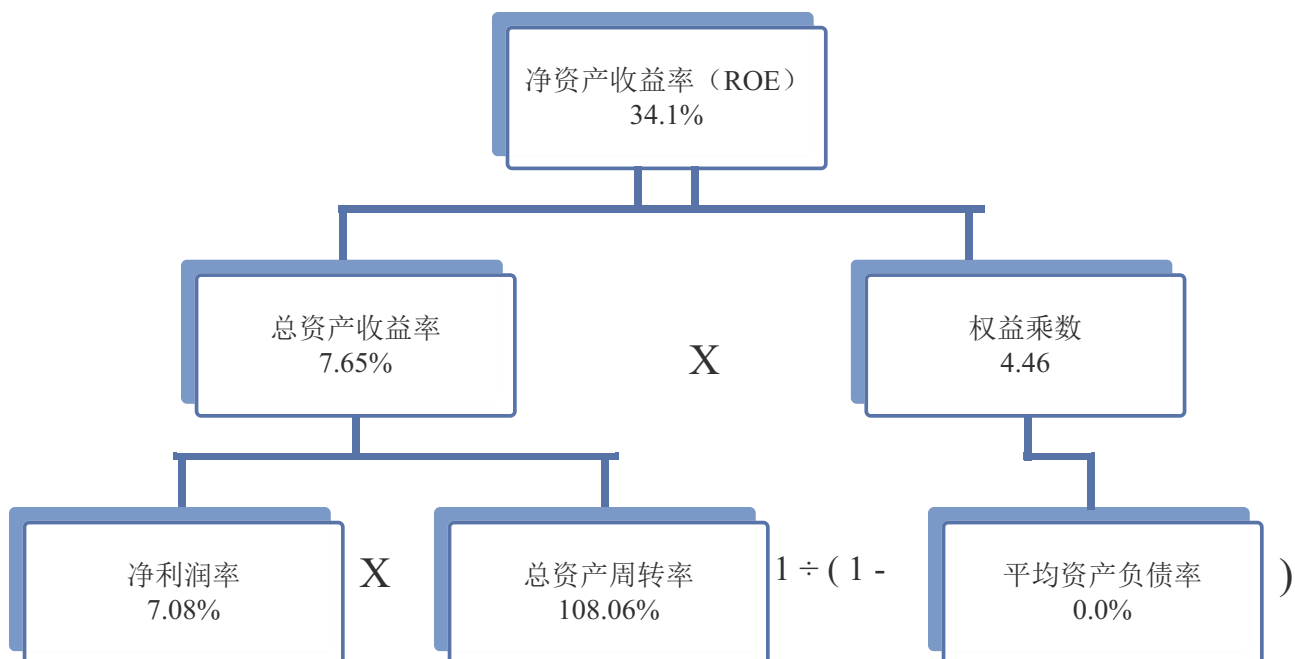 净资产收益率（ROE）
34.1%
总资产收益率
7.65%
X
权益乘数
4.46
净利润率
7.08%
X
总资产周转率
108.06%
1 ÷ ( 1 -
平均资产负债率
0.0%
)